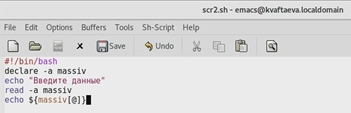 scr2.sh - emacs@kvaftaeva.localdomain
File Edit Options Buffers Tools Sh-Script Help
Save Undo
#!/bin/bash
declare -a massiv
echo "Введите данные"
read -a massiv
echo ${massiv[@]}